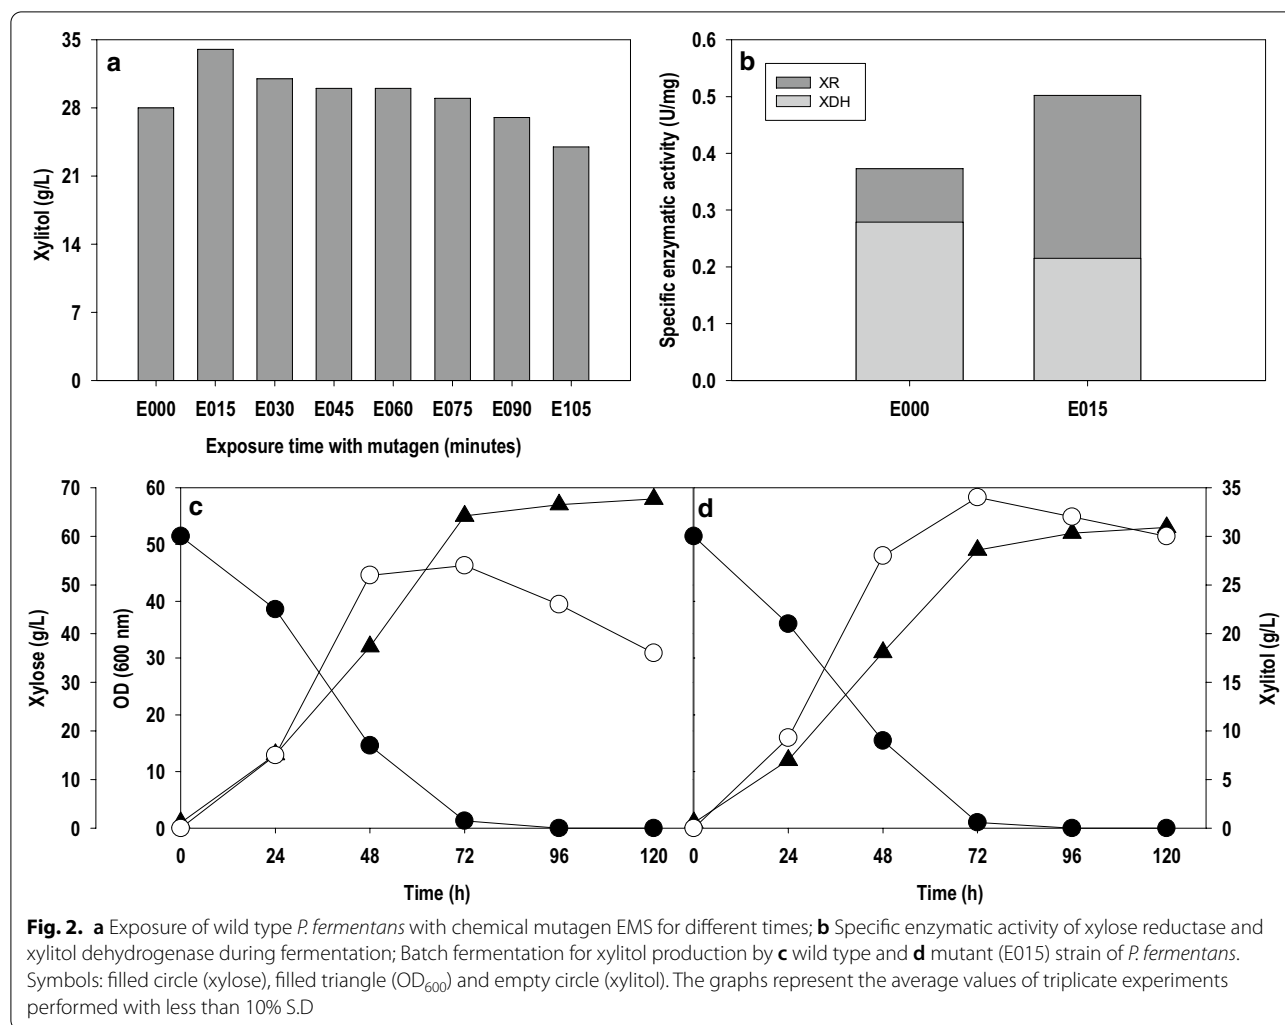 a
35
28
21
14
7
0
Xylitol (g/L)
E000 E015 E030 E045 E060 E075 E090 E105
Exposure time with mutagen (minutes)
b
XR
XDH
0.6
0.5
0.4
0.3
0.2
0.1
0.0
Specific enzymatic activity (U/mg)
E000 E015
c
70
60
50
40
30
20
10
0
Xylose (g/L)
60
50
40
30
20
10
0
OD (600 nm)
0 24 48 72 96 120
Time (h)
d
35
30
25
20
15
10
5
0
Xylitol (g/L)
0 24 48 72 96 120
Time (h)
Fig. 2. a Exposure of wild type P. fermentans with chemical mutagen EMS for different times; b Specific enzymatic activity of xylose reductase and
xylitol dehydrogenase during fermentation; Batch fermentation for xylitol production by c wild type and d mutant (E015) strain of P. fermentans.
Symbols: filled circle (xylose), filled triangle (OD600) and empty circle (xylitol). The graphs represent the average values of triplicate experiments
performed with less than 10% S.D